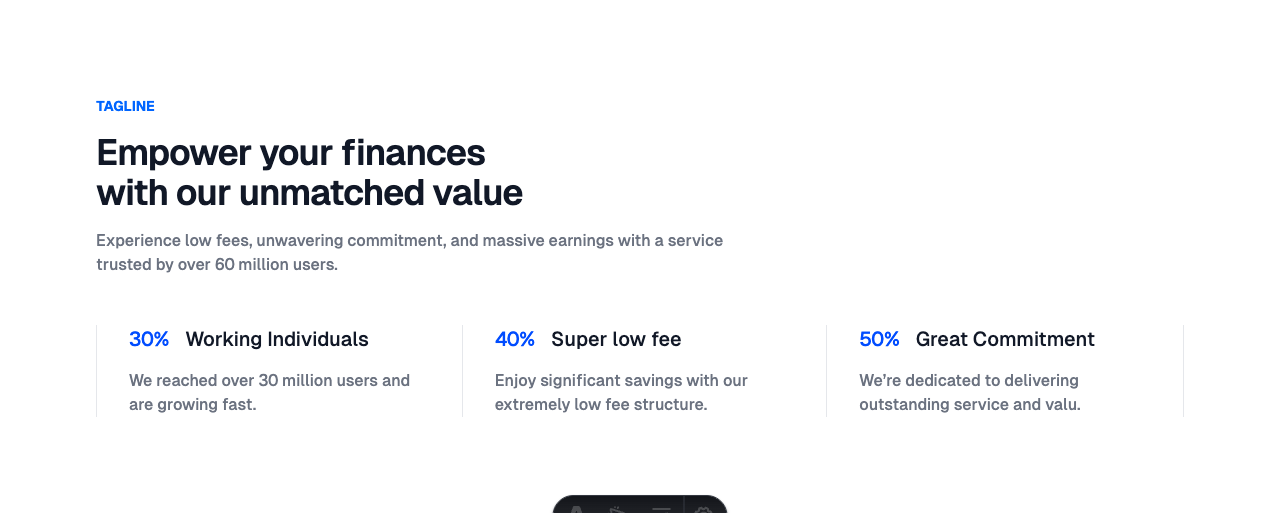 TAGLINE
Empower your finances
with our unmatched value
Experience low fees, unwavering commitment, and massive earnings with a service
trusted by over 60 million users.
30% Working Individuals
We reached over 30 million users and
are growing fast.
40% Super low fee
Enjoy significant savings with our
extremely low fee structure.
50% Great Commitment
We’re dedicated to delivering
outstanding service and valu.